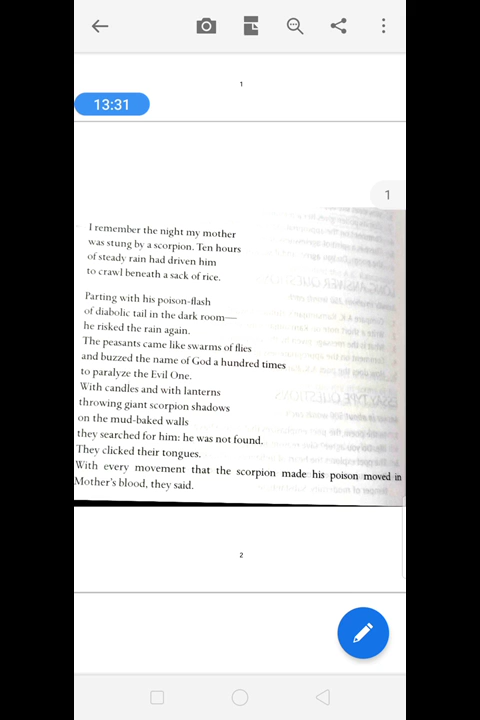 1
13:31
1
I remember the night my mother
was stung by a scorpion. Ten hours
of steady rain had driven him
to crawl beneath a sack of rice.
Parting with his poison-flash
of diabolic tail in the dark room—
he risked the rain again.
The peasants came like swarms of flies
and buzzed the name of God a hundred times
to paralyze the Evil One.
With candles and with lanterns
throwing giant scorpion shadows
on the mud-baked walls
they searched for him: he was not found.
They clicked their tongues.
With every movement that the scorpion made his poison moved in
Mother's blood, they said.
2